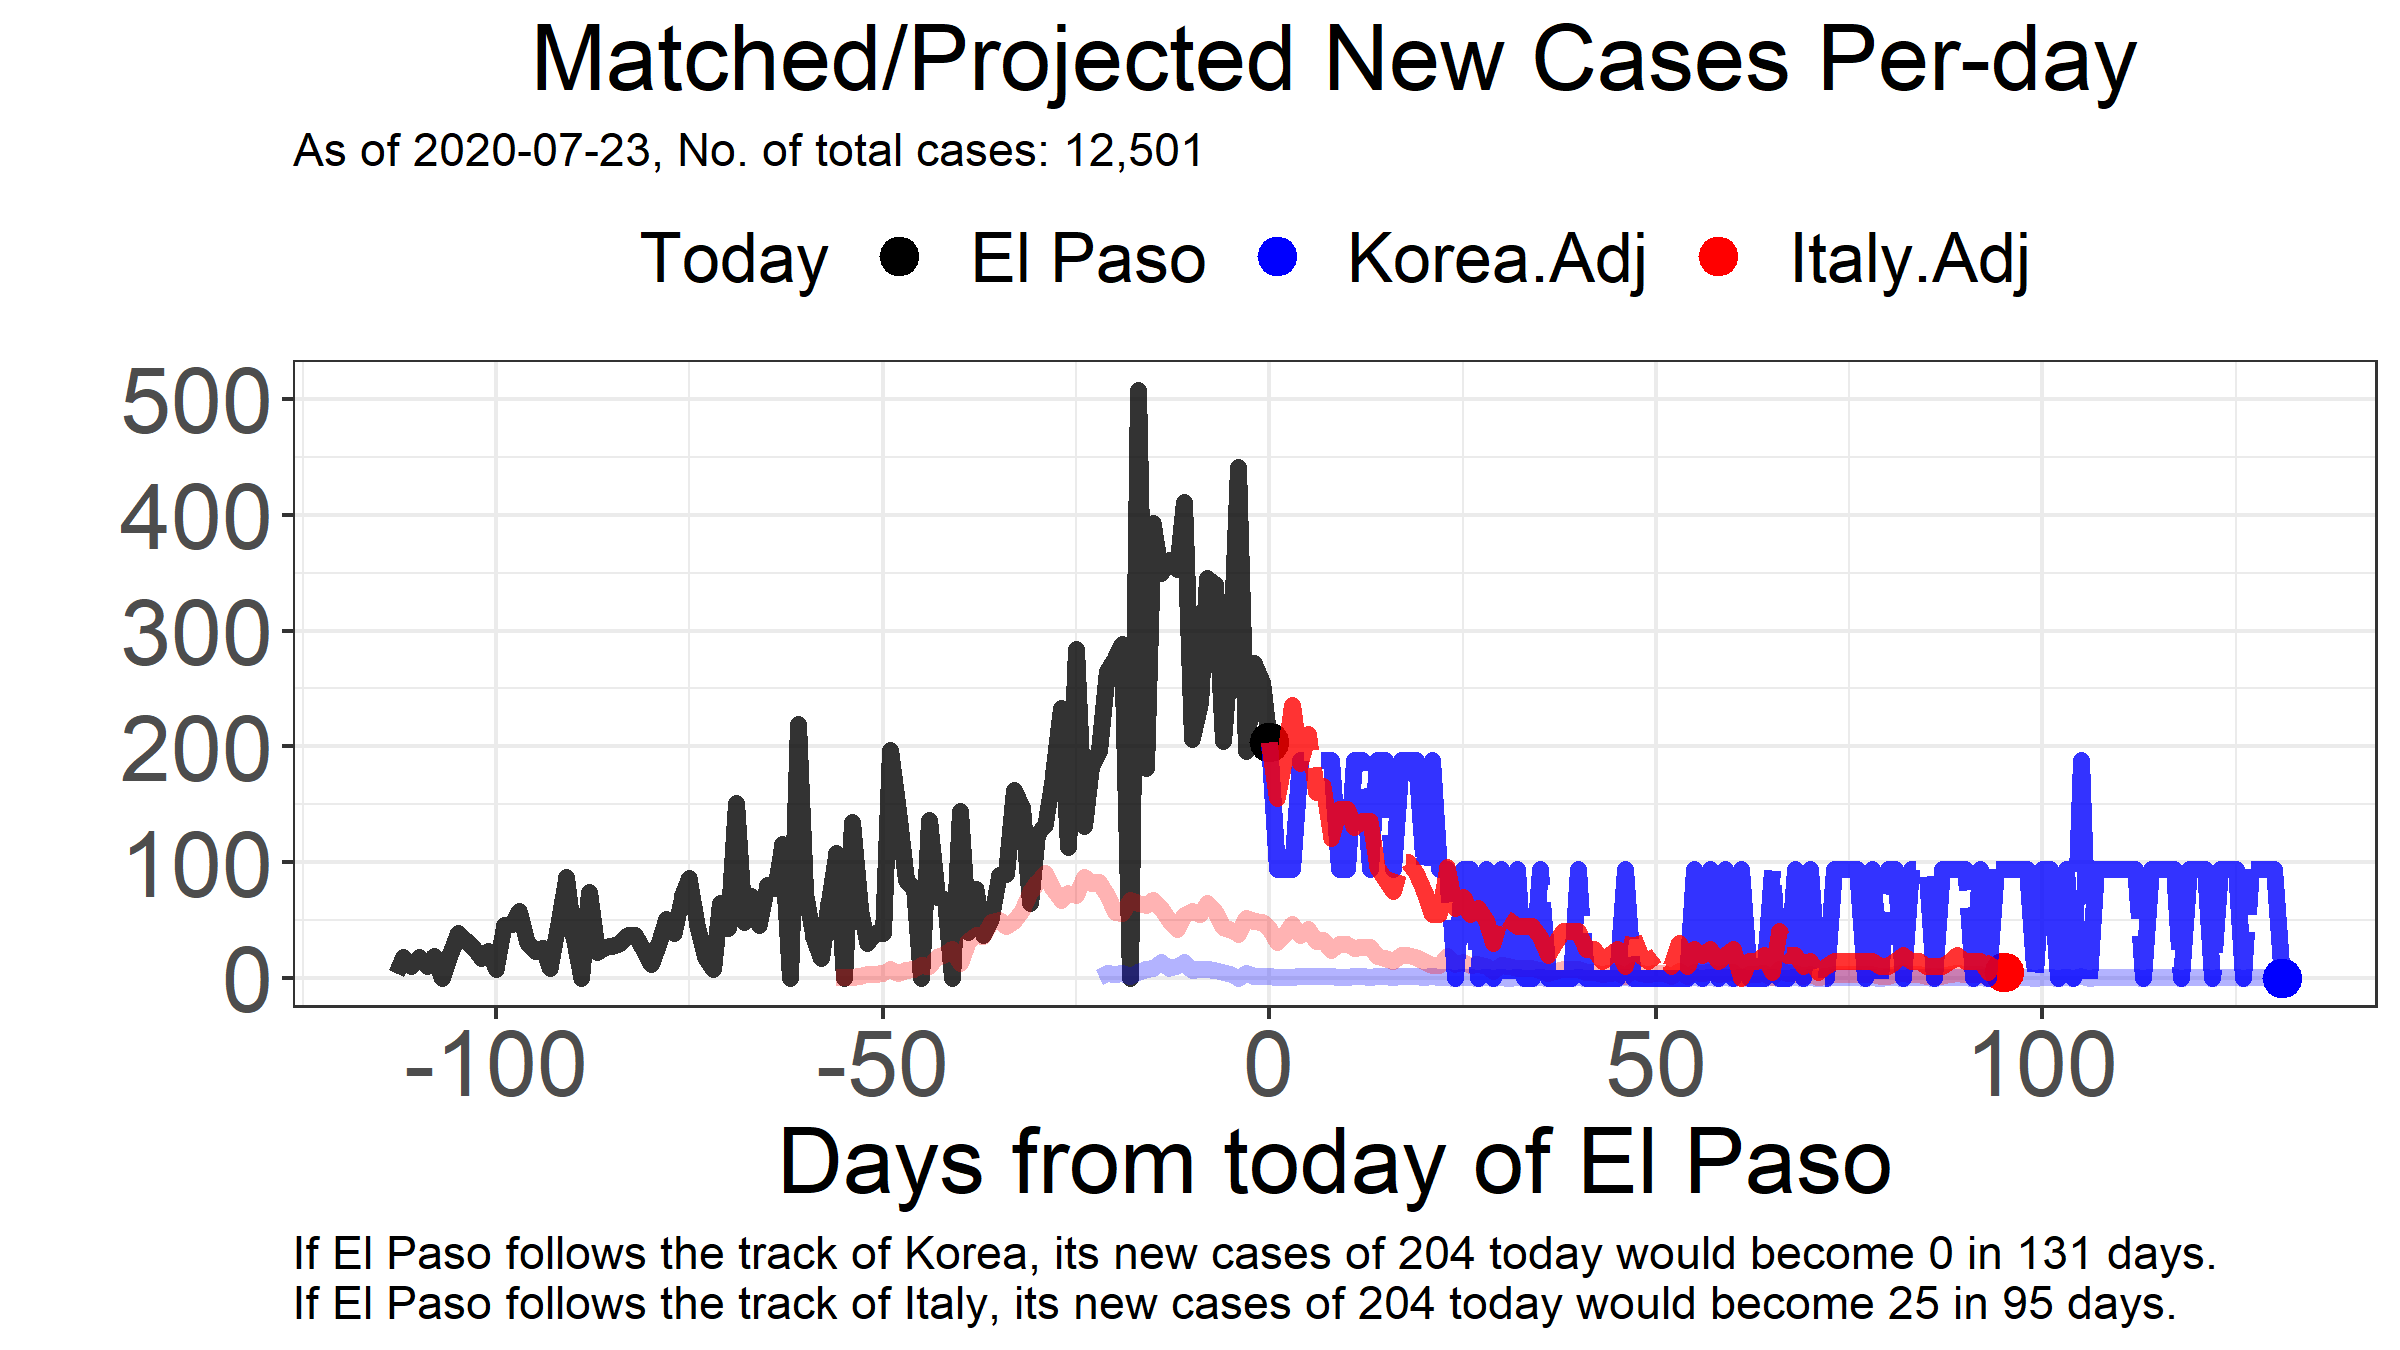 Matched/Projected New Cases Per-day
As of 2020-07-23, No. of total cases: 12,501
Today El Paso Korea.Adj Italy.Adj
500
400
300
200
100
0
-100 -50 0 50 100
Days from today of El Paso
If El Paso follows the track of Korea, its new cases of 204 today would become 0 in 131 days.
If El Paso follows the track of Italy, its new cases of 204 today would become 25 in 95 days.